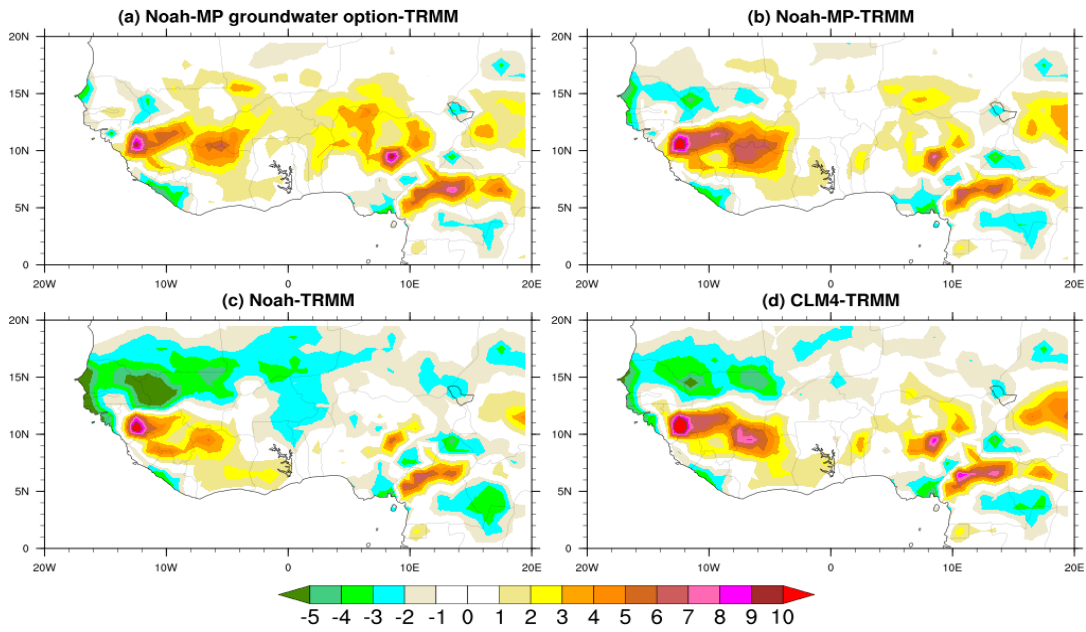 (a) Noah-MP groundwater option-TRMM
(b) Noah-MP-TRMM
20N
15N
10N
5N
0
20W
10W
0
10E
20E
20N
15N
10N
5N
0
20W
10W
0
10E
20E
(c) Noah-TRMM
(d) CLM4-TRMM
20N
15N
10N
5N
0
20W
10W
0
10E
20E
20N
15N
10N
5N
0
20W
10W
0
10E
20E
-5 -4 -3 -2 -1 0 1 2 3 4 5 6 7 8 9 10